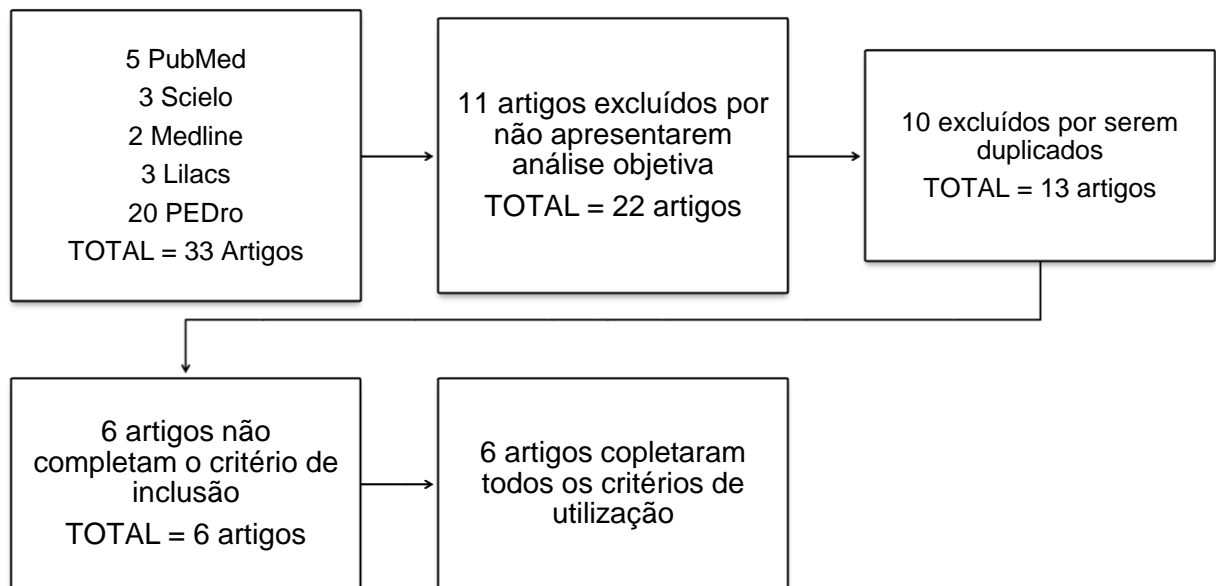 5 PubMed
3 Scielo
2 Medline
3 Lilacs
20 PEDro
TOTAL = 33 Artigos
11 artigos excluídos por
não apresentarem
análise objetiva
TOTAL = 22 artigos
10 excluídos por serem
duplicados
TOTAL = 13 artigos
6 artigos não
completam o critério de
inclusão
TOTAL = 6 artigos
6 artigos copletaram
todos os critérios de
utilização